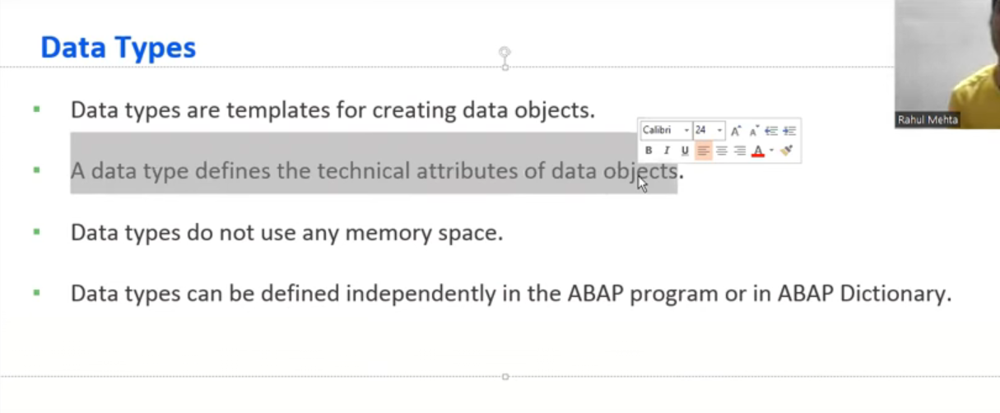 Data Types
Data types are templates for creating data objects.
Calibri 24
B I U A
A data type defines the technical attributes of data objects.
Data types do not use any memory space.
Data types can be defined independently in the ABAP program or in ABAP Dictionary.
Rahul Mehta